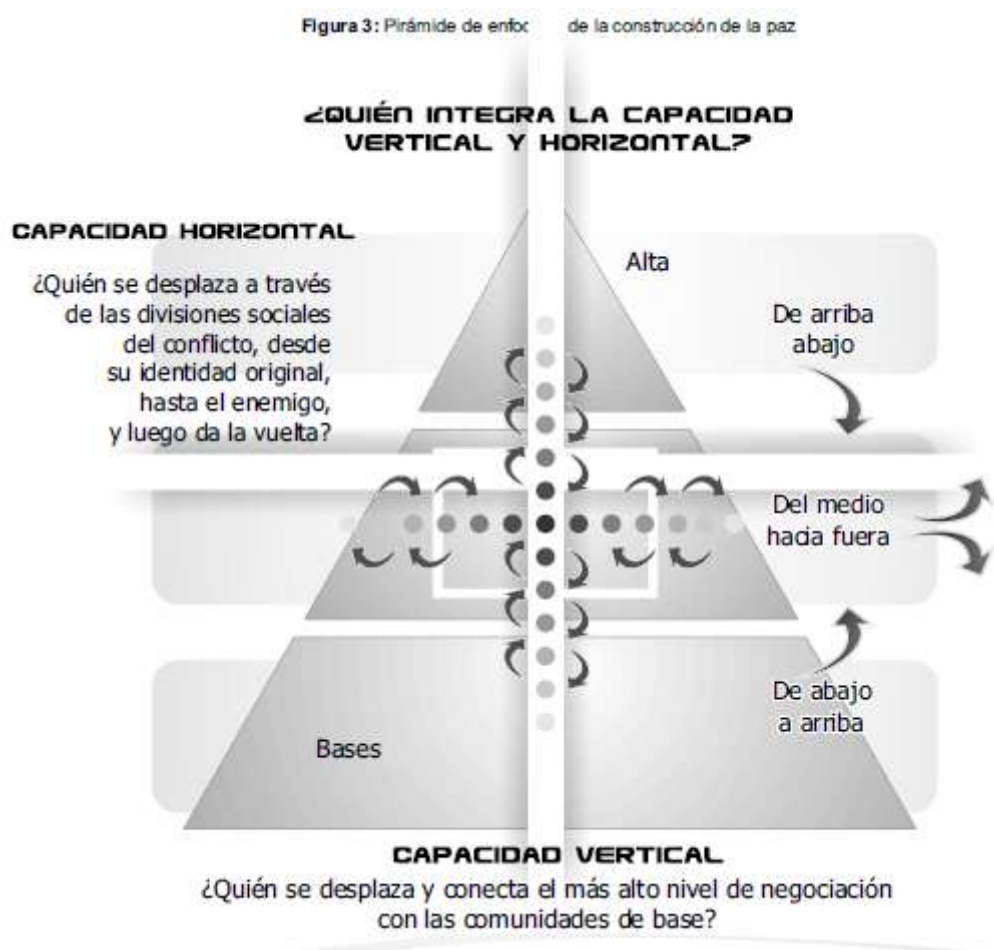 Figura 3: Pirámide de enfoc de la construcción de la paz
¿QUIÉN INTEGRA LA CAPACIDAD
VERTICAL Y HORIZONTAL?
CAPACIDAD HORIZONTAL
¿Quién se desplaza a través
de las divisiones sociales
del conflicto, desde
su identidad original,
hasta el enemigo,
y luego da la vuelta?
Alta
De arriba
abajo
Del medio
hacia fuera
De abajo
a arriba
Bases
CAPACIDAD VERTICAL
¿Quién se desplaza y conecta el más alto nivel de negociación
con las comunidades de base?